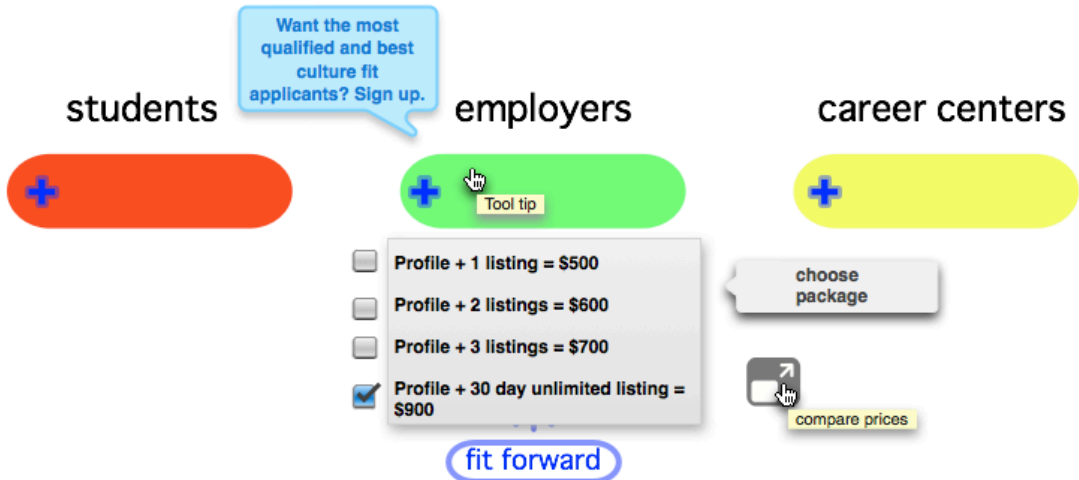 Want the most
qualified and best
culture fit
applicants? Sign up.
students
employers
career centers
Tool tip
Profile + 1 listing = $500
Profile + 2 listings = $600
Profile + 3 listings = $700
Profile + 30 day unlimited listing =
$900
choose
package
compare prices
fit forward